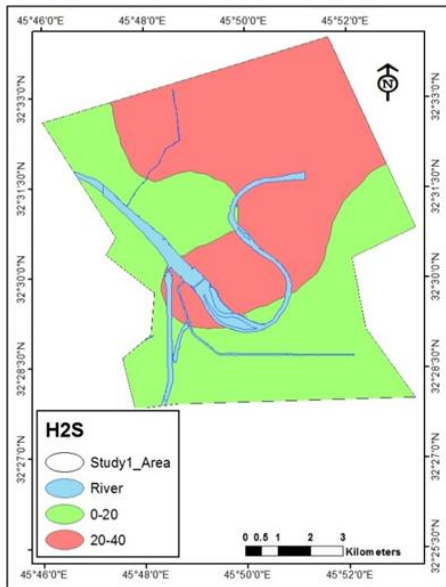 45°46'0"E 45°48'0"E 45°50'0"E 45°52'0"E
N
32°33'0"N 32°33'0"N
32°31'30"N 32°31'30"N
32°30'0"N 32°30'0"N
32°28'30"N 32°28'30"N
32°27'0"N 32°27'0"N
32°25'30"N
H2S
Study1_Area
River
0-20
20-40
0 0.5 1 2 3
Kilometers
45°46'0"E 45°48'0"E 45°50'0"E 45°52'0"E